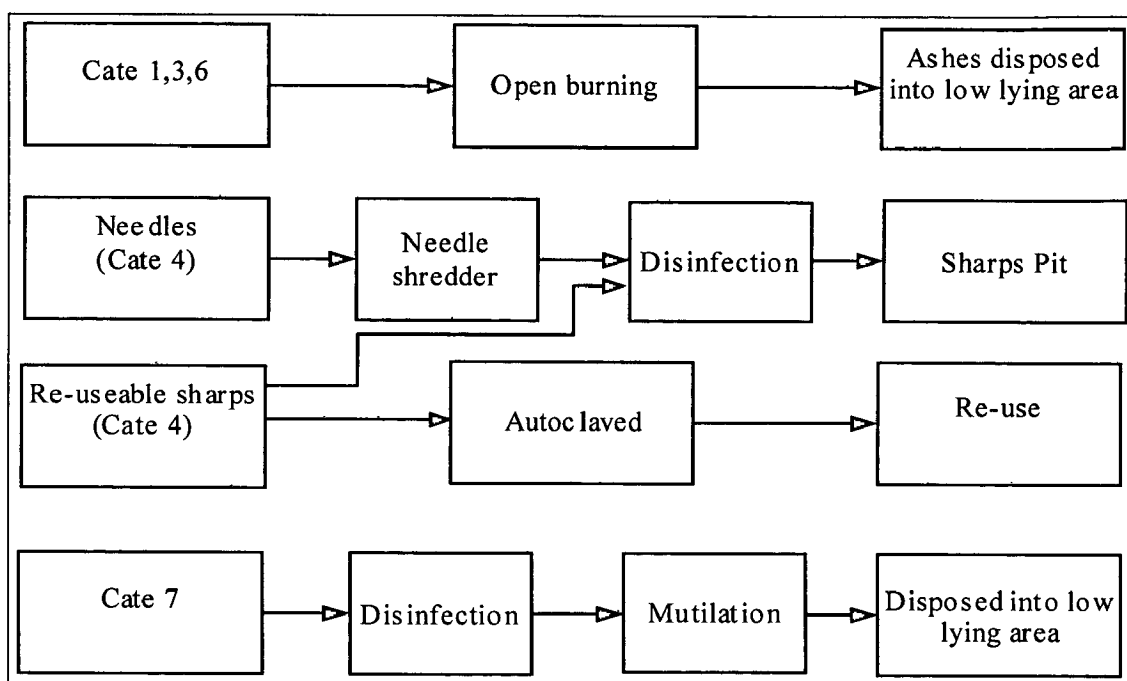 Cate 1,3,6
Open burning
Ashes disposed
into low lying area
Needles
(Cate 4)
Needle
shredder
Disinfection
Sharps Pit
Re-useable sharps
(Cate 4)
Autoclaved
Re-use
Cate 7
Disinfection
Mutilation
Disposed into low
lying area